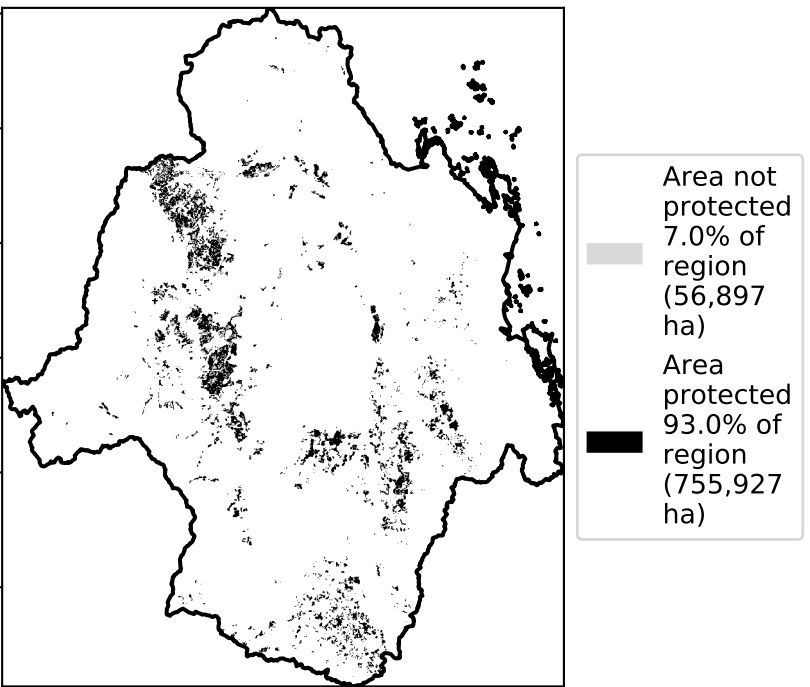 Area not
protected
7.0% of
region
(56,897
ha)
Area
protected
93.0% of
region
(755,927
ha)